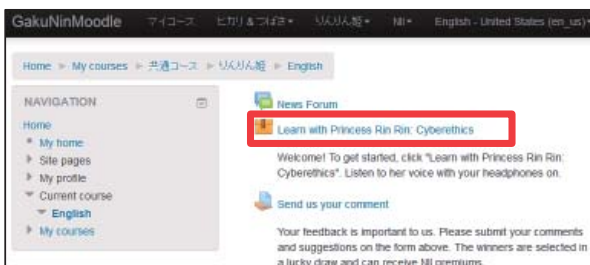 GakuNinMoodle マイコース ヒカリ＆つばさ りんりん姫 NII English - United States (en_us)
Home My courses 共通コース りんりん姫 English
NAVIGATION
Home
My home
Site pages
My profile
Current course
English
My courses
News Forum
Learn with Princess Rin Rin: Cyberethics
Welcome! To get started, click "Learn with Princess Rin Rin:
Cyberethics". Listen to her voice with your headphones on.
Send us your comment
Your feedback is important to us. Please submit your comments
and suggestions on the form above. The winners are selected in
a lucky draw and can receive NII premiums.